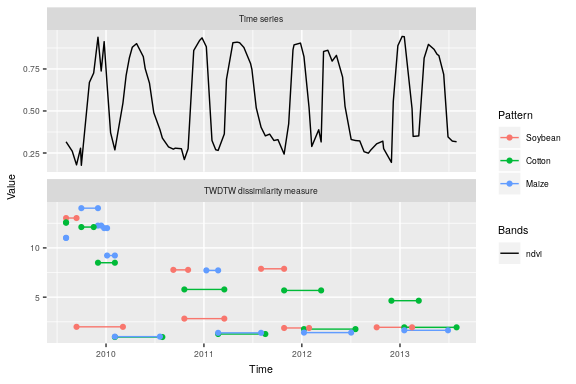 Time series
0.75
0.50
0.25
Value
TWDTW dissimilarity measure
10
5
2010
2011
2012
2013
Time
Pattern
Soybean
Cotton
Maize
Bands
ndvi